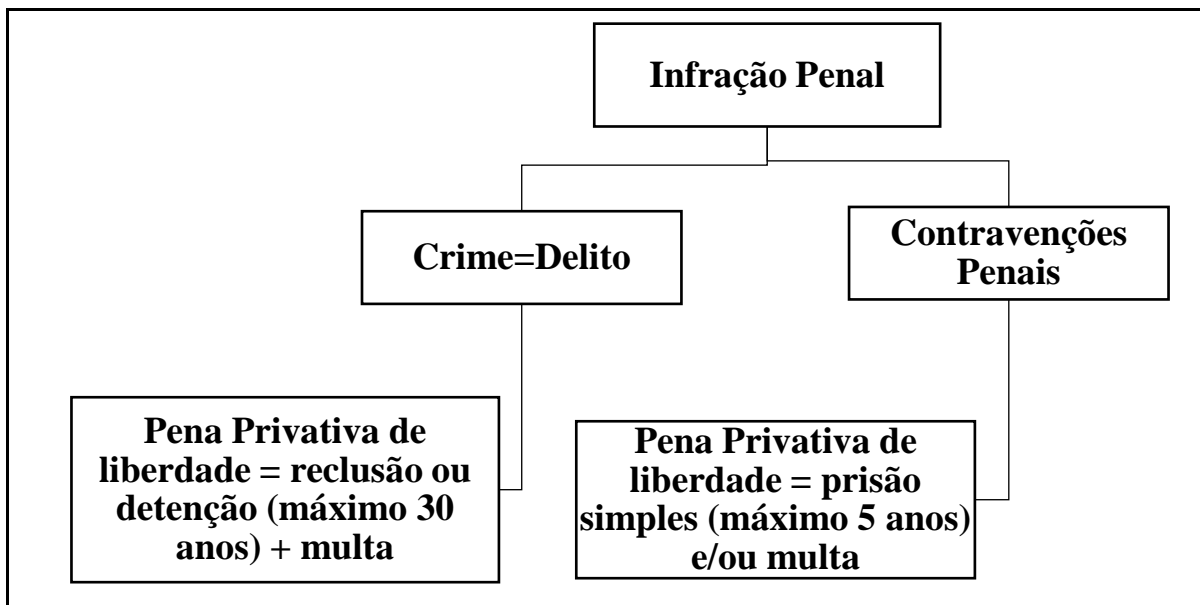 Infração Penal
Crime=Delito
Contravenções
Penais
Pena Privativa de
liberdade = reclusão ou
detenção (máximo 30
anos) + multa
Pena Privativa de
liberdade = prisão
simples (máximo 5 anos)
e/ou multa